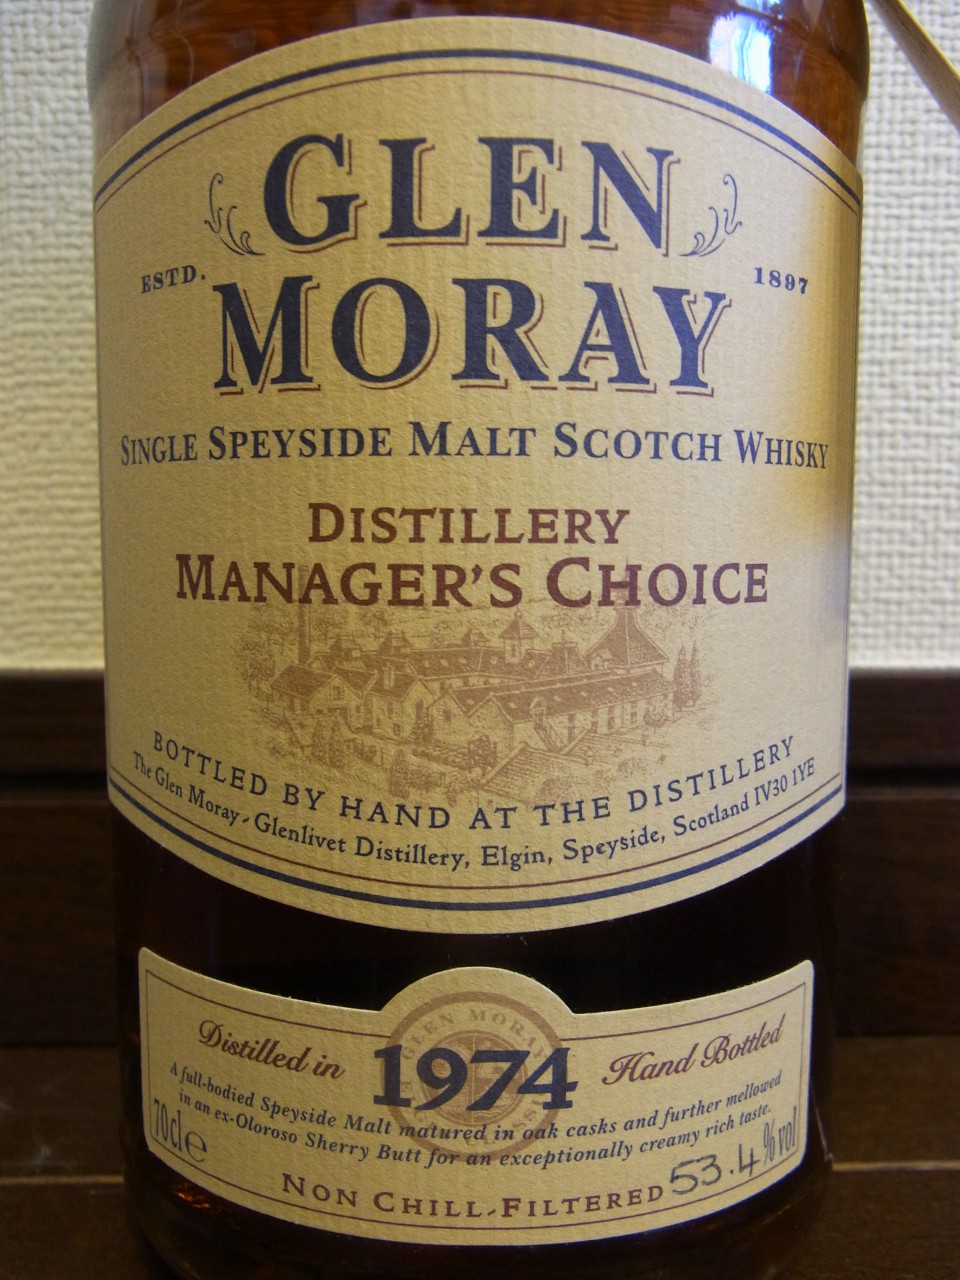 GLEN
MORAY
ESTD. 1897
SINGLE SPEYSIDE MALT SCOTCH WHISKY
DISTILLERY
MANAGER'S CHOICE
BOTTLED BY HAND AT THE DISTILLERY
The Glen Moray-Glenlivet Distillery, Elgin, Speyside, Scotland IV30 1YE
GLEN MORAY
Distilled in 1974 Hand Bottled
A full-bodied Speyside Malt matured in oak casks and further mellowed
in an ex-Oloroso Sherry Butt for an exceptionally creamy rich taste.
70cl e
53.4 % vol
NON CHILL-FILTERED